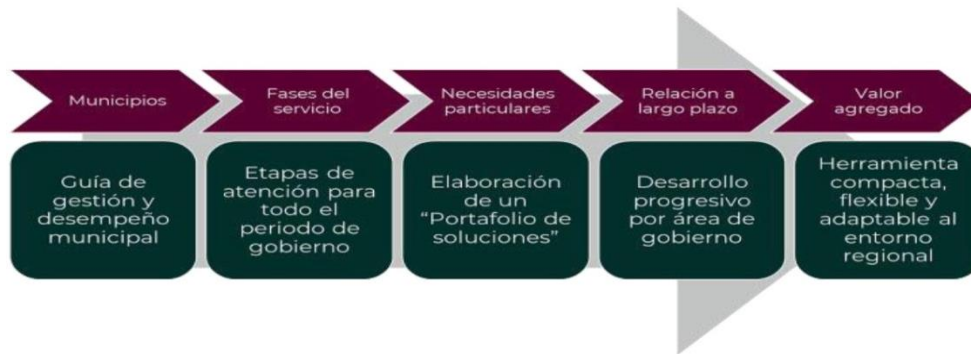 Municipios
Fases del
servicio
Necesidades
particulares
Relación a
largo plazo
Valor
agregado
Guía de
gestión y
desempeño
municipal
Etapas de
atención para
todo el
periodo de
gobierno
Elaboración
de un
“Portafolio de
soluciones”
Desarrollo
progresivo
por área de
gobierno
Herramienta
compacta,
flexible y
adaptable al
entorno
regional